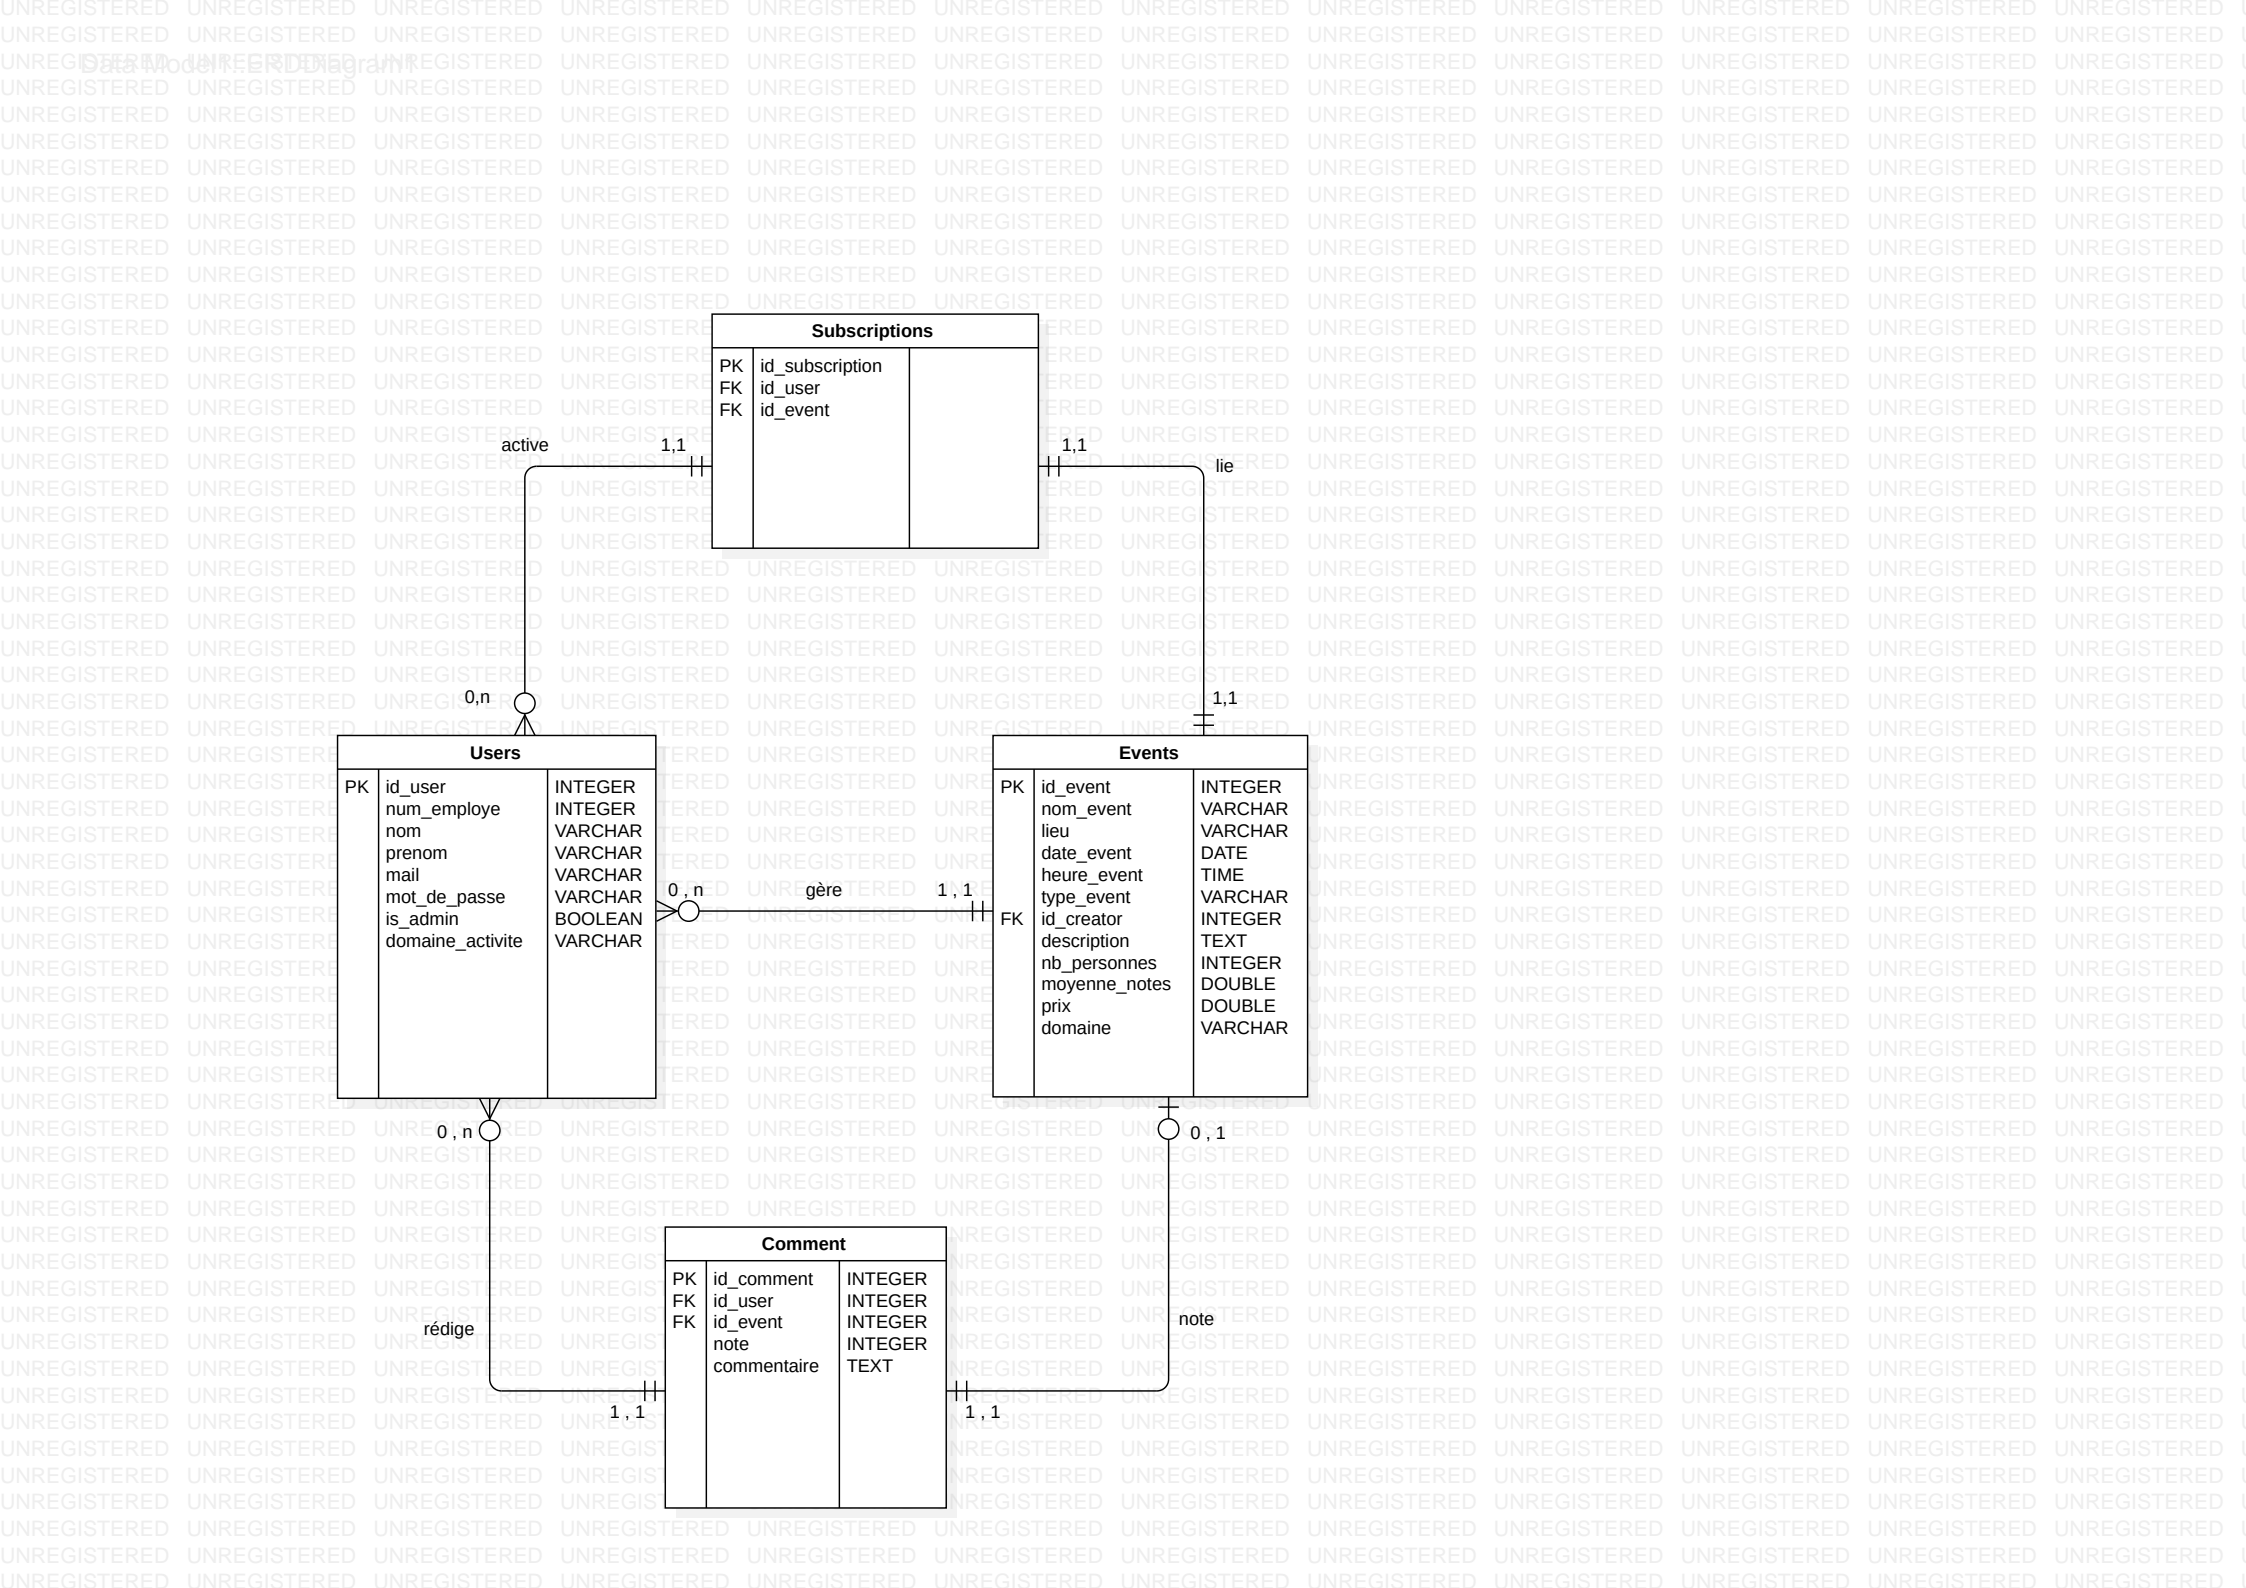 Data Model1::ERDDiagram1
Subscriptions
PK id_subscription
FK id_user
FK id_event
active
1,1
1,1
lie
0,n
1,1
Users
PK id_user INTEGER
num_employe INTEGER
nom VARCHAR
prenom VARCHAR
mail VARCHAR
mot_de_passe VARCHAR
is_admin BOOLEAN
domaine_activite VARCHAR
0 , n
gère
1 , 1
Events
PK id_event INTEGER
nom_event VARCHAR
lieu VARCHAR
date_event DATE
heure_event TIME
type_event VARCHAR
FK id_creator INTEGER
description TEXT
nb_personnes INTEGER
moyenne_notes DOUBLE
prix DOUBLE
domaine VARCHAR
0 , n
0 , 1
Comment
PK id_comment INTEGER
FK id_user INTEGER
FK id_event INTEGER
note INTEGER
commentaire TEXT
rédige
note
1 , 1
1 , 1
UNREGISTERED